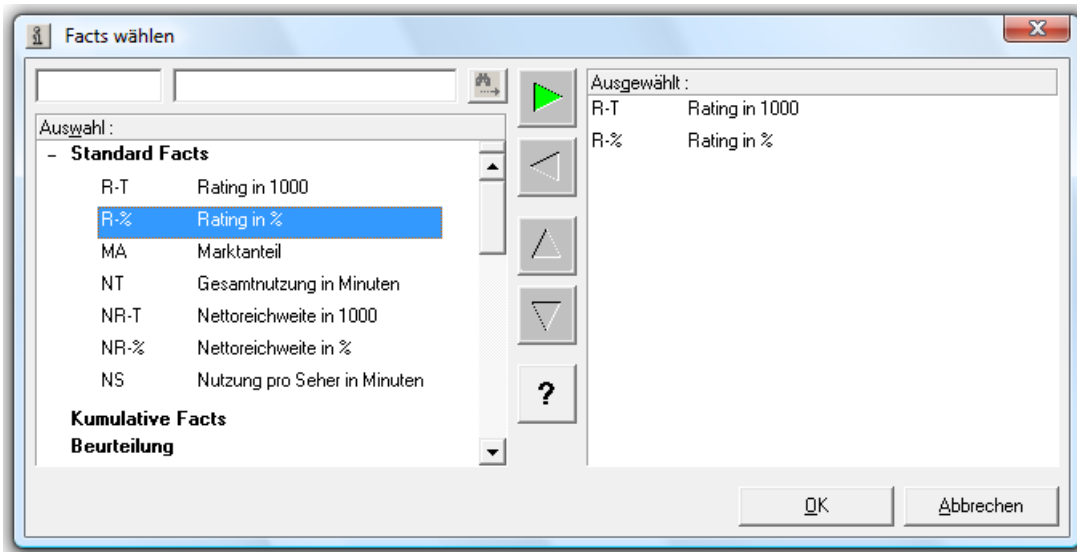 Facts wählen
Auswahl :
– Standard Facts
R-T Rating in 1000
R-% Rating in %
MA Marktanteil
NT Gesamtnutzung in Minuten
NR-T Nettoreichweite in 1000
NR-% Nettoreichweite in %
NS Nutzung pro Seher in Minuten
Kumulative Facts
Beurteilung
?
Ausgewählt :
R-T Rating in 1000
R-% Rating in %
OK
Abbrechen